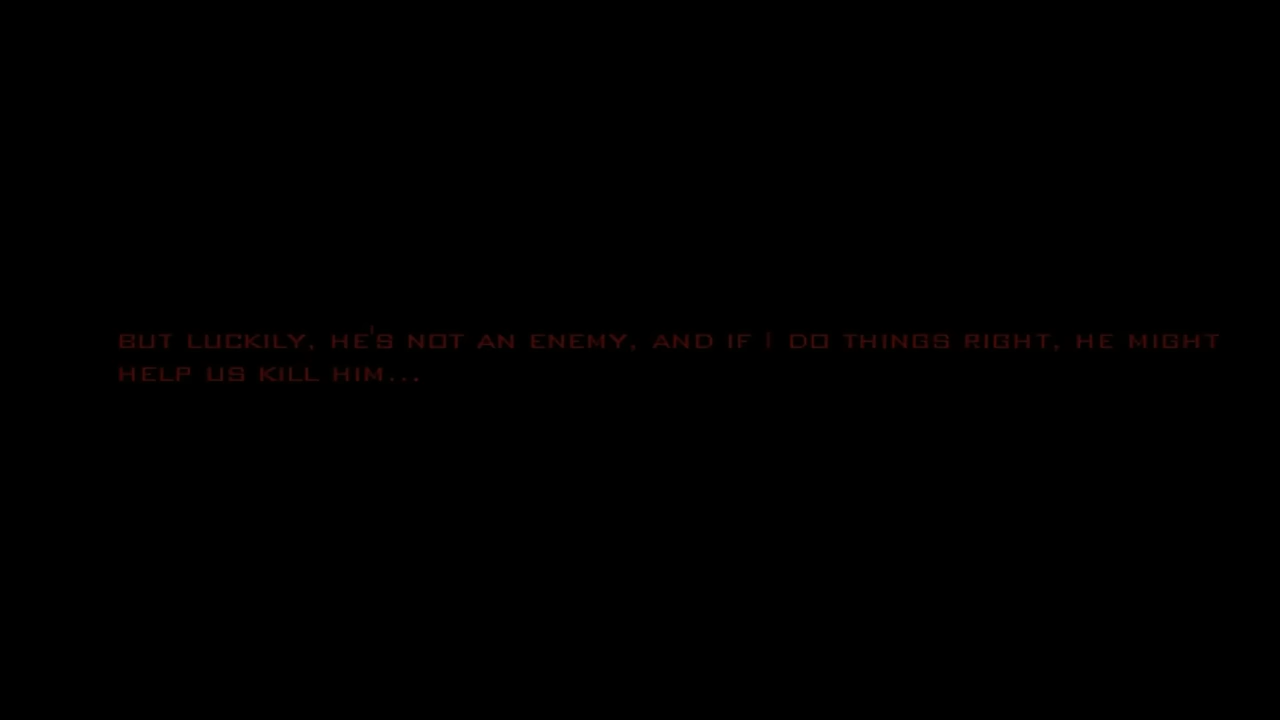 BUT LUCKILY, HE'S NOT AN ENEMY, AND IF I DO THINGS RIGHT, HE MIGHT
HELP US KILL HIM...